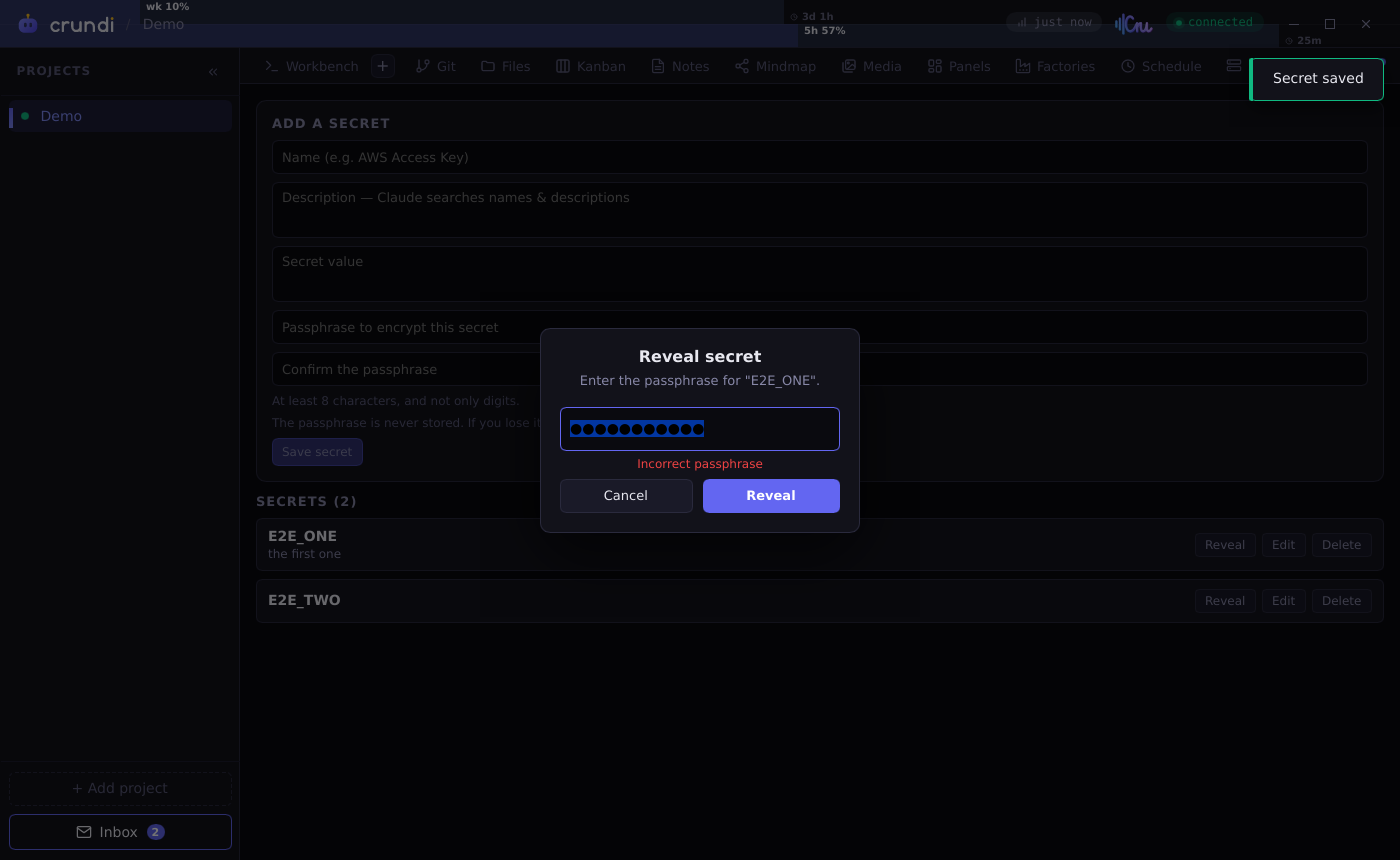 wk 10%
crundi / Demo
3d 1h
5h 57%
just now
Cru
connected
25m
PROJECTS «
Workbench + Git Files Kanban Notes Mindmap Media Panels Factories Schedule
Secret saved
Demo
ADD A SECRET
Name (e.g. AWS Access Key)
Description — Claude searches names & descriptions
Secret value
Passphrase to encrypt this secret
Confirm the passphrase
At least 8 characters, and not only digits.
The passphrase is never stored. If you lose it
Save secret
Reveal secret
Enter the passphrase for "E2E_ONE".
Incorrect passphrase
Cancel Reveal
SECRETS (2)
E2E_ONE
the first one
Reveal Edit Delete
E2E_TWO
Reveal Edit Delete
+ Add project
Inbox 2